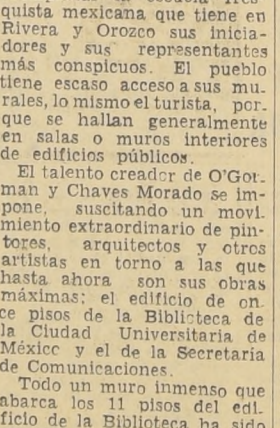 quista mexicana que tiene en
Rivera y Orozco sus inicia-
dores y sus representantes
más conspicuos. El pueblo
tiene escaso acceso a sus mu-
rales, lo mismo el turista, por-
que se hallan generalmente
en salas o muros interiores
de edificios públicos.
El talento creador de O'Gor-
man y Chaves Morado se im-
pone, suscitando un movi-
miento extraordinario de pin-
tores, arquitectos y otros
artistas en torno a las que
hasta ahora son sus obras
máximas: el edificio de on-
ce pisos de la Biblioteca de
la Ciudad Universitaria de
México y el de la Secretaría
de Comunicaciones.
Todo un muro inmenso que
abarca los 11 pisos del edi-
ficio de la Biblioteca ha sido